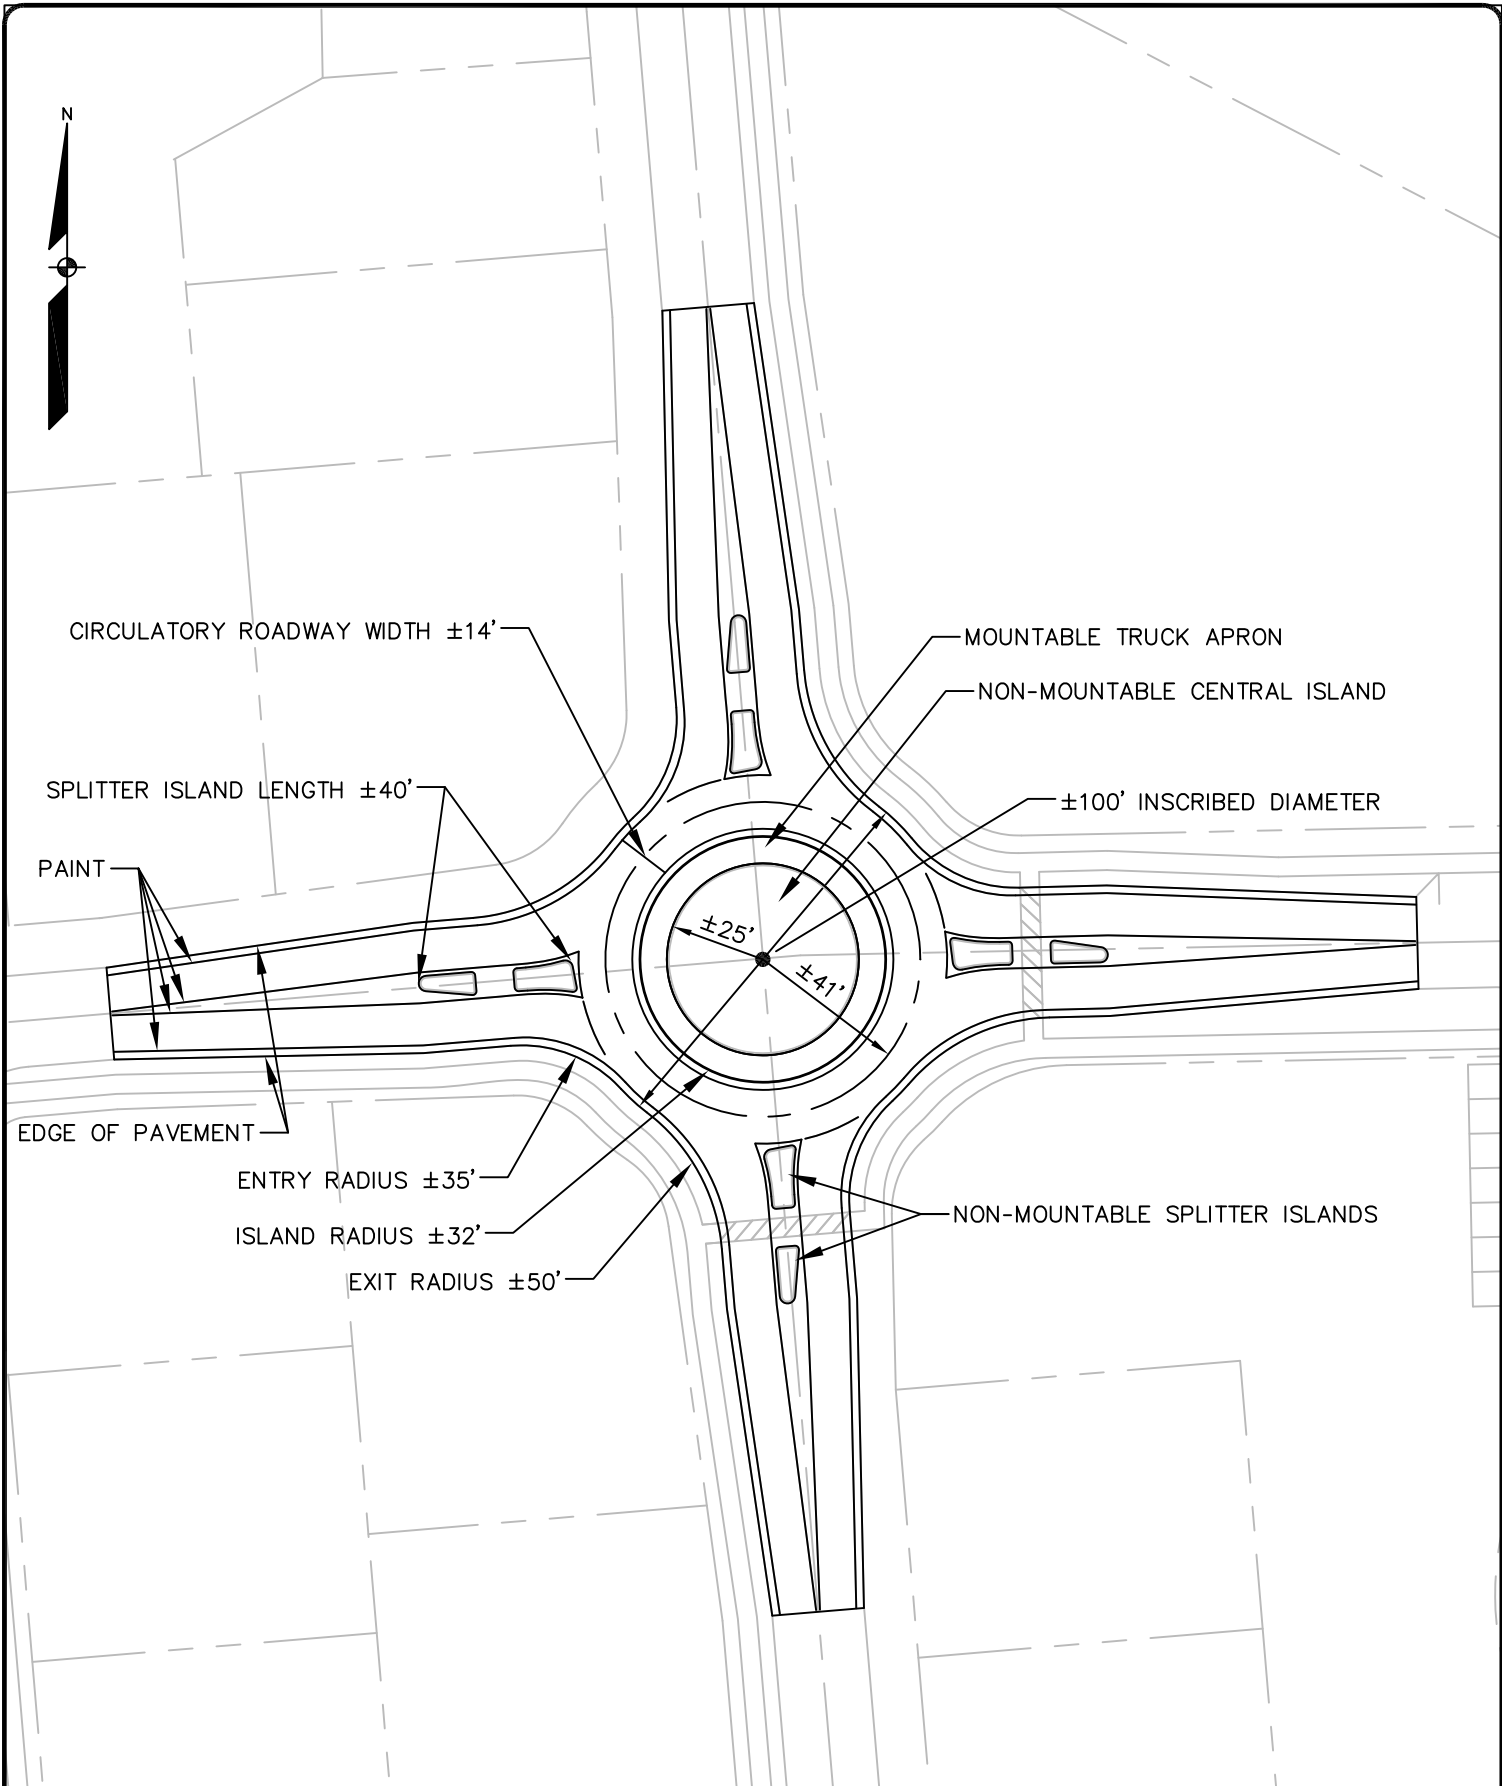 N
CIRCULATORY ROADWAY WIDTH ±14'
MOUNTABLE TRUCK APRON
NON-MOUNTABLE CENTRAL ISLAND
SPLITTER ISLAND LENGTH ±40'
±100' INSCRIBED DIAMETER
PAINT
±25'
±41'
EDGE OF PAVEMENT
ENTRY RADIUS ±35'
NON-MOUNTABLE SPLITTER ISLANDS
ISLAND RADIUS ±32'
EXIT RADIUS ±50'